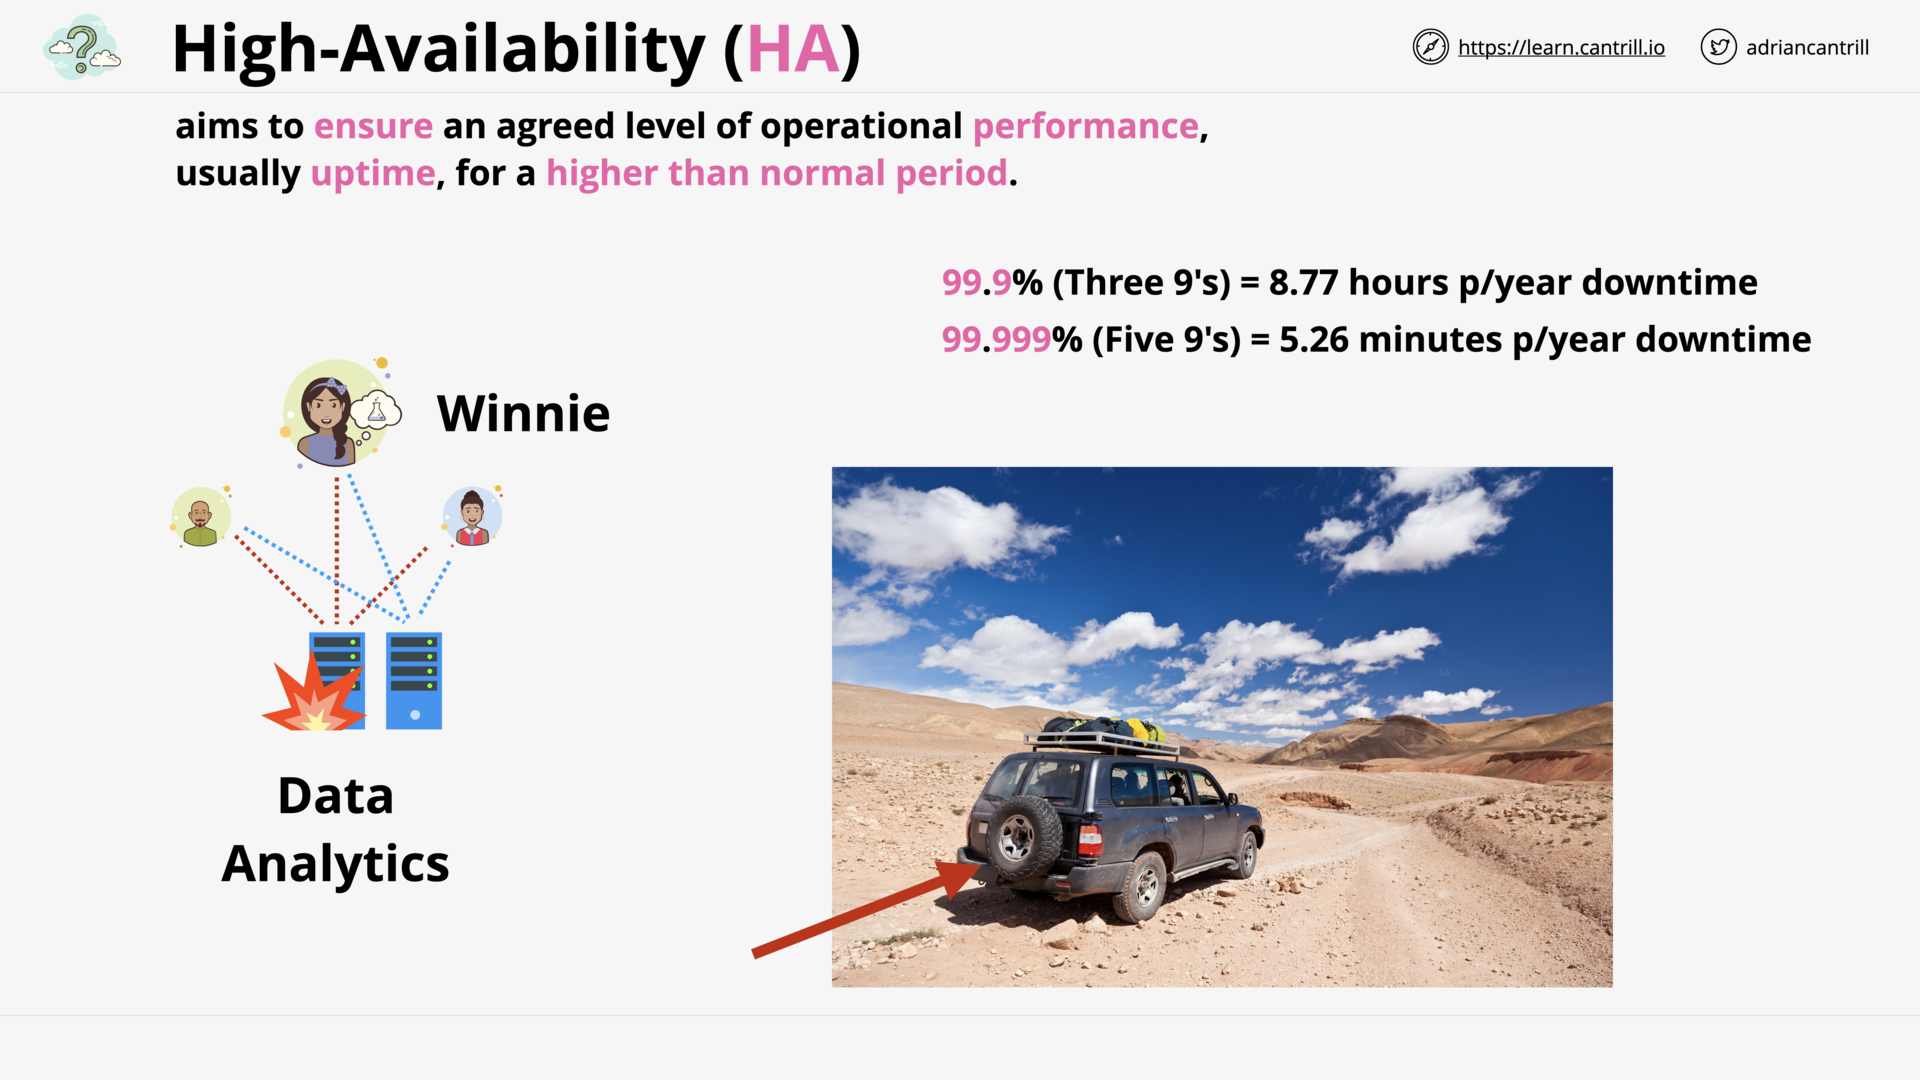 High-Availability (HA)
https://learn.cantrill.io
adriancantrill
aims to ensure an agreed level of operational performance,
usually uptime, for a higher than normal period.
99.9% (Three 9's) = 8.77 hours p/year downtime
99.999% (Five 9's) = 5.26 minutes p/year downtime
Winnie
Data
Analytics